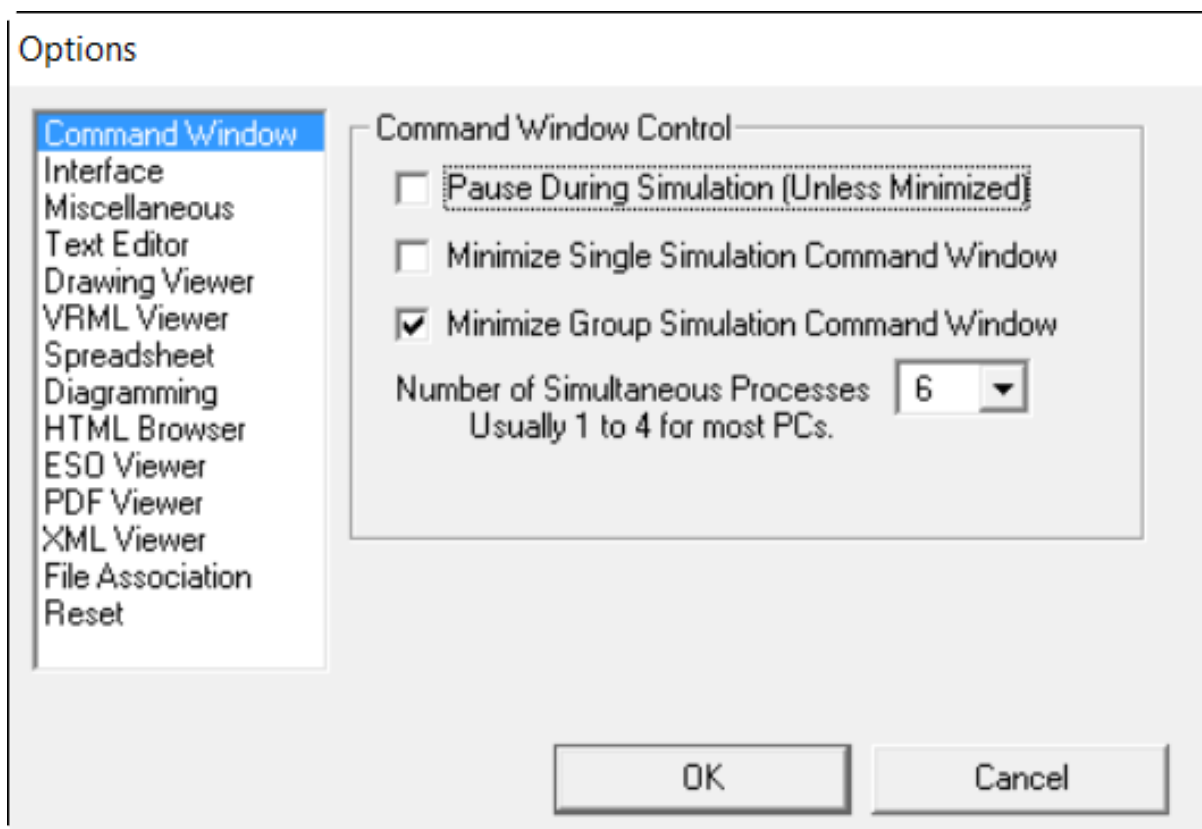 Options
Command Window
Interface
Miscellaneous
Text Editor
Drawing Viewer
VRML Viewer
Spreadsheet
Diagramming
HTML Browser
ESO Viewer
PDF Viewer
XML Viewer
File Association
Reset
Command Window Control
Pause During Simulation (Unless Minimized)
Minimize Single Simulation Command Window
Minimize Group Simulation Command Window
Number of Simultaneous Processes 6
Usually 1 to 4 for most PCs.
OK
Cancel